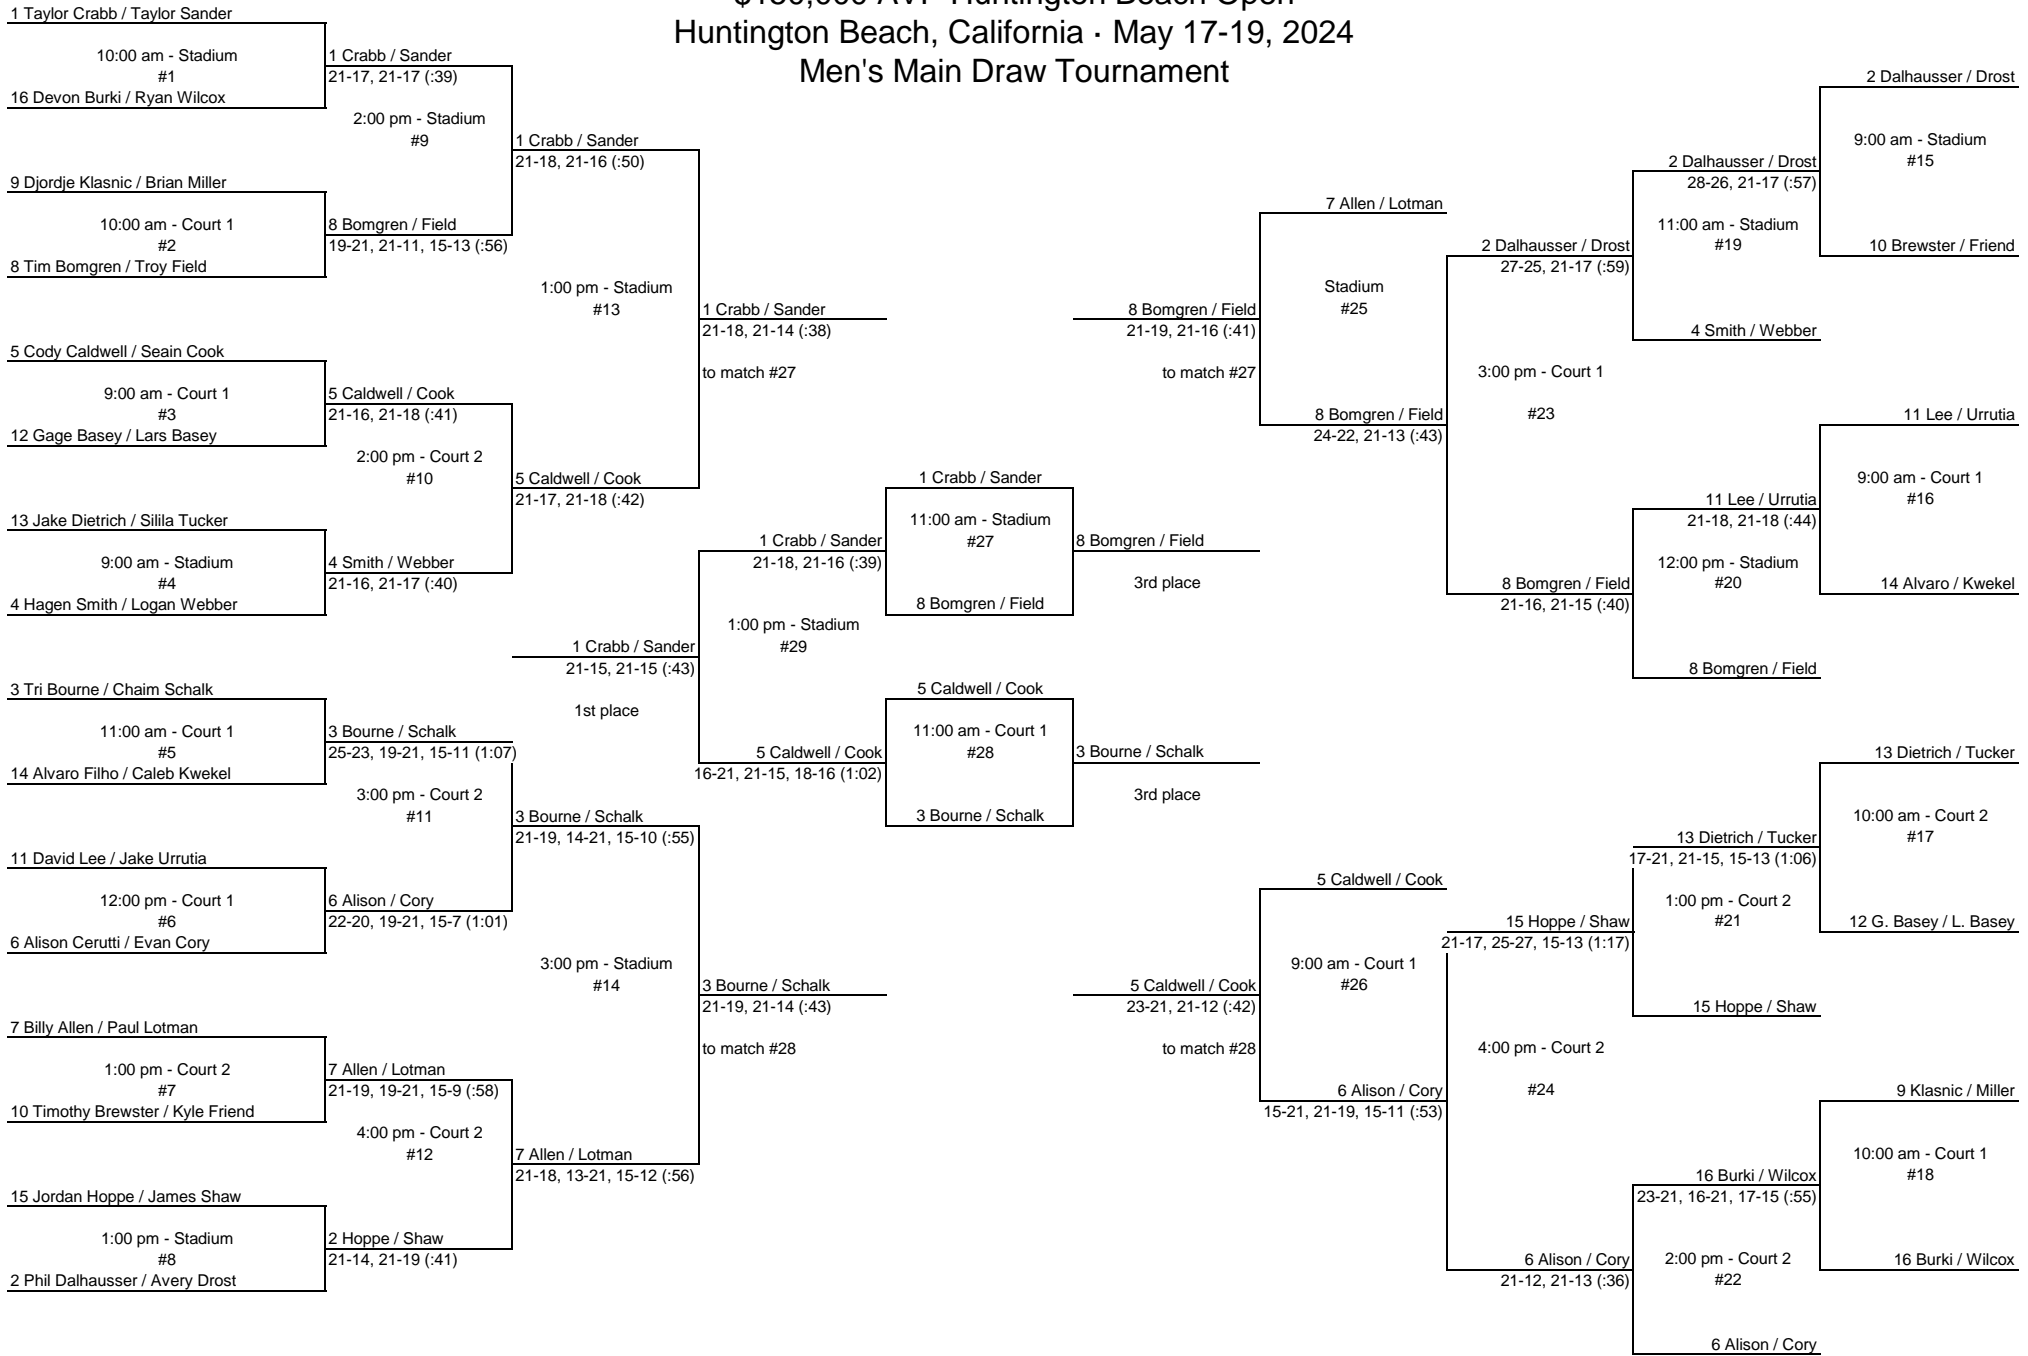 $150,000 AVP Huntington Beach Open
Huntington Beach, California · May 17-19, 2024
Men's Main Draw Tournament
1 Taylor Crabb / Taylor Sander
10:00 am - Stadium
#1
16 Devon Burki / Ryan Wilcox
9 Djordje Klasnic / Brian Miller
10:00 am - Court 1
#2
8 Tim Bomgren / Troy Field
5 Cody Caldwell / Seain Cook
9:00 am - Court 1
#3
12 Gage Basey / Lars Basey
13 Jake Dietrich / Silila Tucker
9:00 am - Stadium
#4
4 Hagen Smith / Logan Webber
3 Tri Bourne / Chaim Schalk
11:00 am - Court 1
#5
14 Alvaro Filho / Caleb Kwekel
11 David Lee / Jake Urrutia
12:00 pm - Court 1
#6
6 Alison Cerutti / Evan Cory
7 Billy Allen / Paul Lotman
1:00 pm - Court 2
#7
10 Timothy Brewster / Kyle Friend
15 Jordan Hoppe / James Shaw
1:00 pm - Stadium
#8
2 Phil Dalhausser / Avery Drost
1 Crabb / Sander
21-17, 21-17 (:39)
2:00 pm - Stadium
#9
8 Bomgren / Field
19-21, 21-11, 15-13 (:56)
5 Caldwell / Cook
21-16, 21-18 (:41)
2:00 pm - Court 2
#10
4 Smith / Webber
21-16, 21-17 (:40)
3 Bourne / Schalk
25-23, 19-21, 15-11 (1:07)
3:00 pm - Court 2
#11
6 Alison / Cory
22-20, 19-21, 15-7 (1:01)
7 Allen / Lotman
21-19, 19-21, 15-9 (:58)
4:00 pm - Court 2
#12
2 Hoppe / Shaw
21-14, 21-19 (:41)
1 Crabb / Sander
21-18, 21-16 (:50)
1:00 pm - Stadium
#13
5 Caldwell / Cook
21-17, 21-18 (:42)
3 Bourne / Schalk
21-19, 14-21, 15-10 (:55)
3:00 pm - Stadium
#14
7 Allen / Lotman
21-18, 13-21, 15-12 (:56)
1 Crabb / Sander
21-18, 21-14 (:38)
to match #27
3 Bourne / Schalk
21-19, 21-14 (:43)
to match #28
1 Crabb / Sander
21-15, 21-15 (:43)
1st place
1 Crabb / Sander
21-18, 21-16 (:39)
1:00 pm - Stadium
#29
5 Caldwell / Cook
16-21, 21-15, 18-16 (1:02)
1 Crabb / Sander
11:00 am - Stadium
#27
8 Bomgren / Field
5 Caldwell / Cook
11:00 am - Court 1
#28
3 Bourne / Schalk
8 Bomgren / Field
3rd place
3 Bourne / Schalk
3rd place
8 Bomgren / Field
21-19, 21-16 (:41)
to match #27
5 Caldwell / Cook
23-21, 21-12 (:42)
to match #28
7 Allen / Lotman
Stadium
#25
8 Bomgren / Field
24-22, 21-13 (:43)
5 Caldwell / Cook
9:00 am - Court 1
#26
6 Alison / Cory
15-21, 21-19, 15-11 (:53)
2 Dalhausser / Drost
27-25, 21-17 (:59)
3:00 pm - Court 1
#23
8 Bomgren / Field
21-16, 21-15 (:40)
15 Hoppe / Shaw
21-17, 25-27, 15-13 (1:17)
4:00 pm - Court 2
#24
6 Alison / Cory
21-12, 21-13 (:36)
2 Dalhausser / Drost
28-26, 21-17 (:57)
11:00 am - Stadium
#19
4 Smith / Webber
11 Lee / Urrutia
21-18, 21-18 (:44)
12:00 pm - Stadium
#20
8 Bomgren / Field
13 Dietrich / Tucker
17-21, 21-15, 15-13 (1:06)
1:00 pm - Court 2
#21
15 Hoppe / Shaw
16 Burki / Wilcox
23-21, 16-21, 17-15 (:55)
2:00 pm - Court 2
#22
6 Alison / Cory
2 Dalhausser / Drost
9:00 am - Stadium
#15
10 Brewster / Friend
11 Lee / Urrutia
9:00 am - Court 1
#16
14 Alvaro / Kwekel
13 Dietrich / Tucker
10:00 am - Court 2
#17
12 G. Basey / L. Basey
9 Klasnic / Miller
10:00 am - Court 1
#18
16 Burki / Wilcox